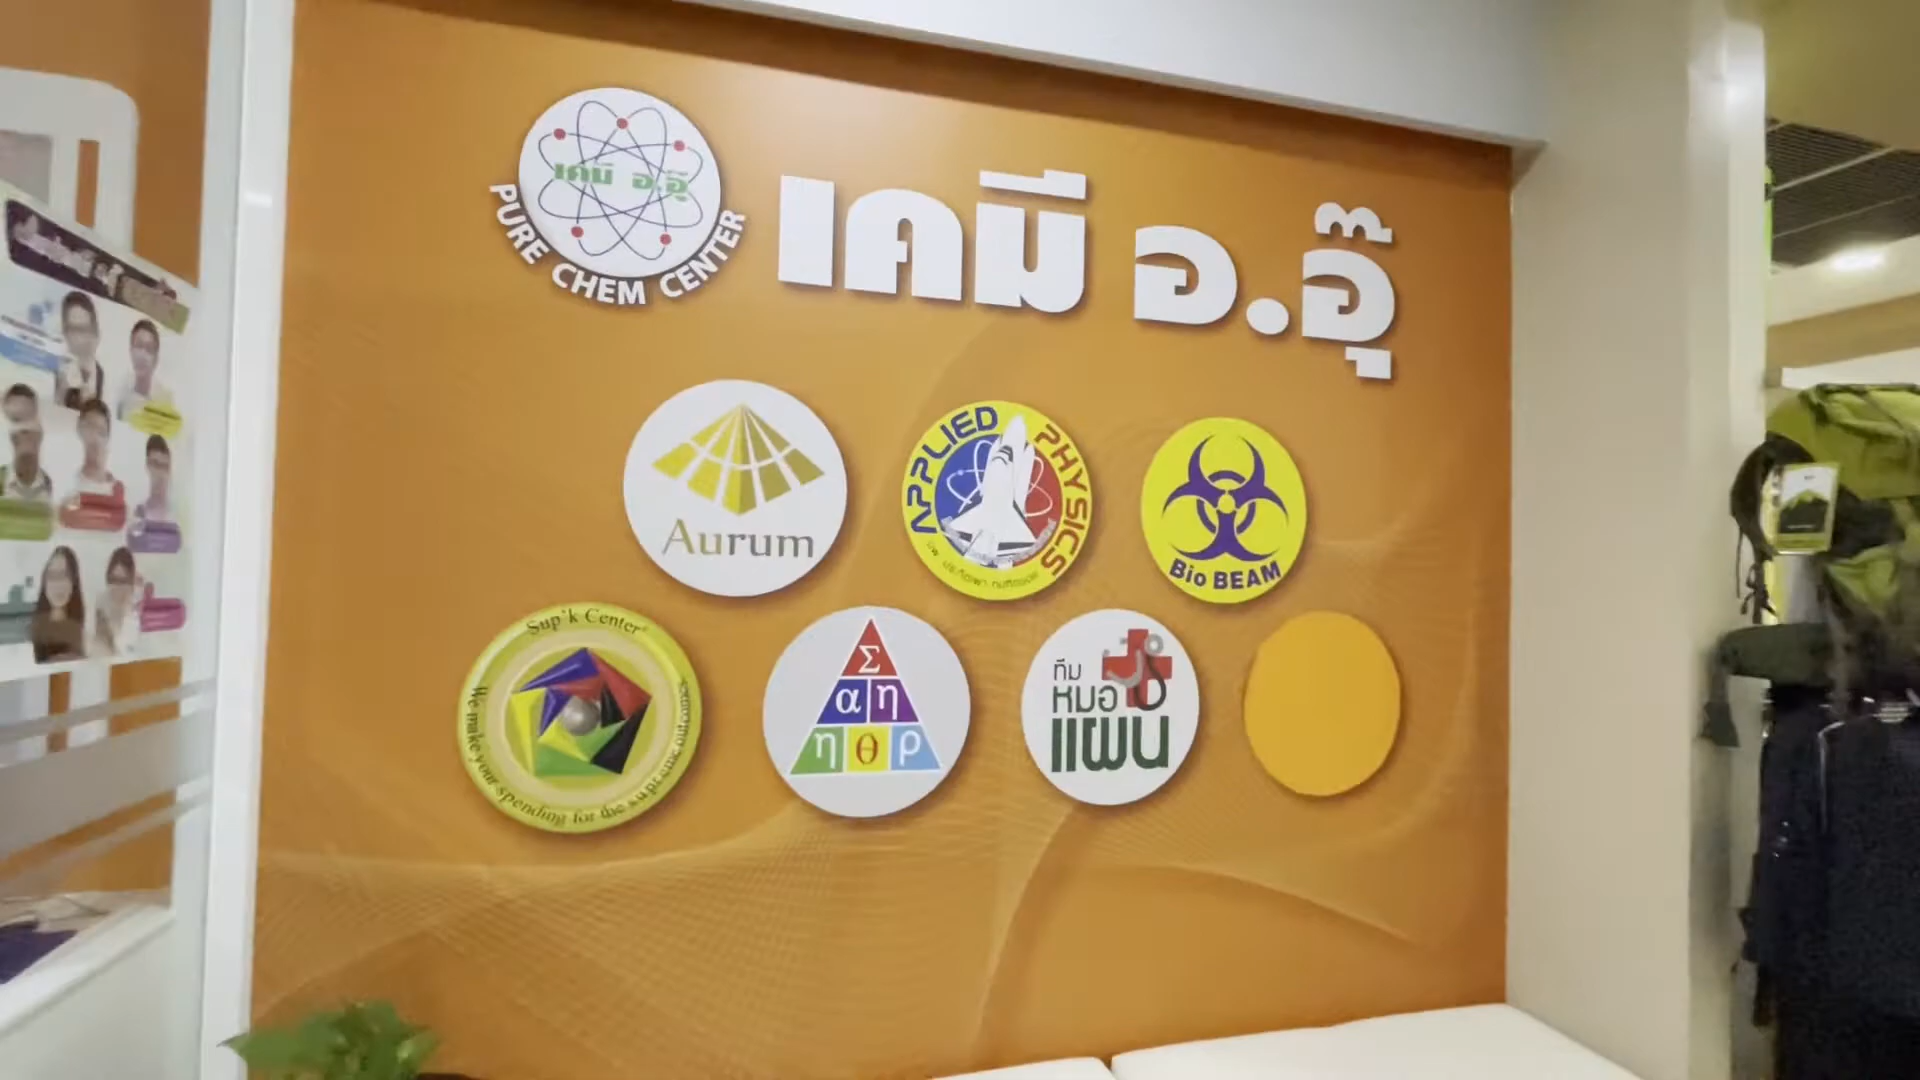 เคมี อ.อุ๊
PURE CHEM CENTER
เคมี อ.อุ๊
Aurum
APPLIED PHYSICS
Bio BEAM
Sup'k Center
We make your spending for the supreme outcome
Σ
α η
η θ ρ
ทีม
หมอ
แผน